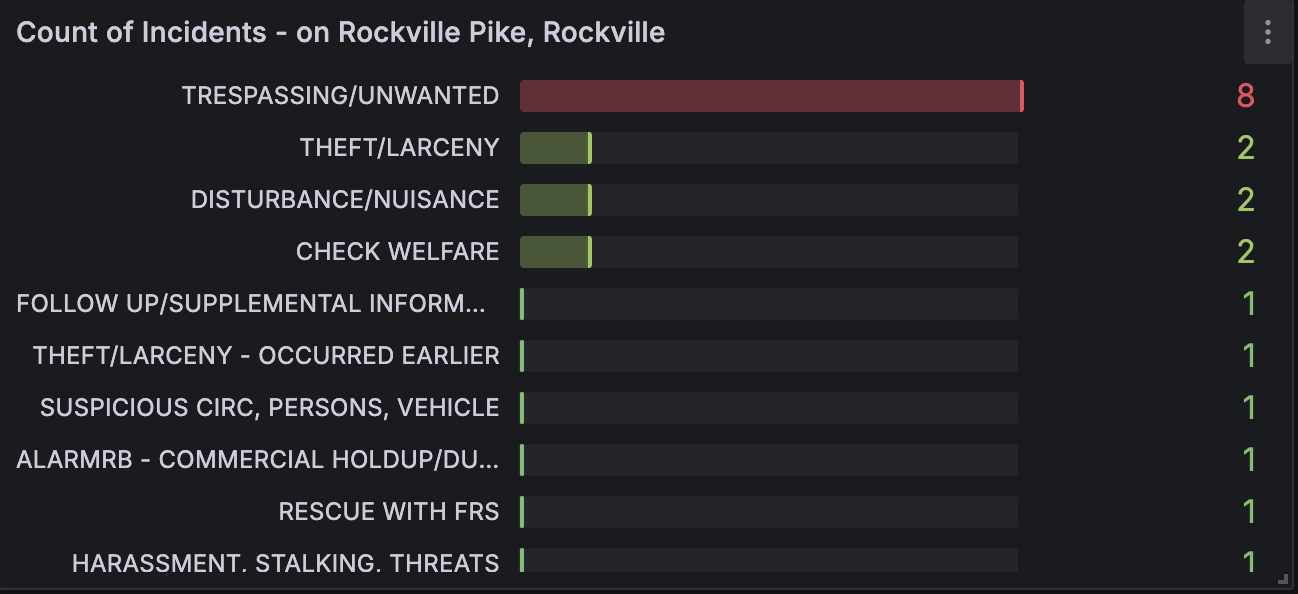 Count of Incidents - on Rockville Pike, Rockville
TRESPASSING/UNWANTED 8
THEFT/LARCENY 2
DISTURBANCE/NUISANCE 2
CHECK WELFARE 2
FOLLOW UP/SUPPLEMENTAL INFORM... 1
THEFT/LARCENY - OCCURRED EARLIER 1
SUSPICIOUS CIRC, PERSONS, VEHICLE 1
ALARMRB - COMMERCIAL HOLDUP/DU... 1
RESCUE WITH FRS 1
HARASSMENT. STALKING. THREATS 1